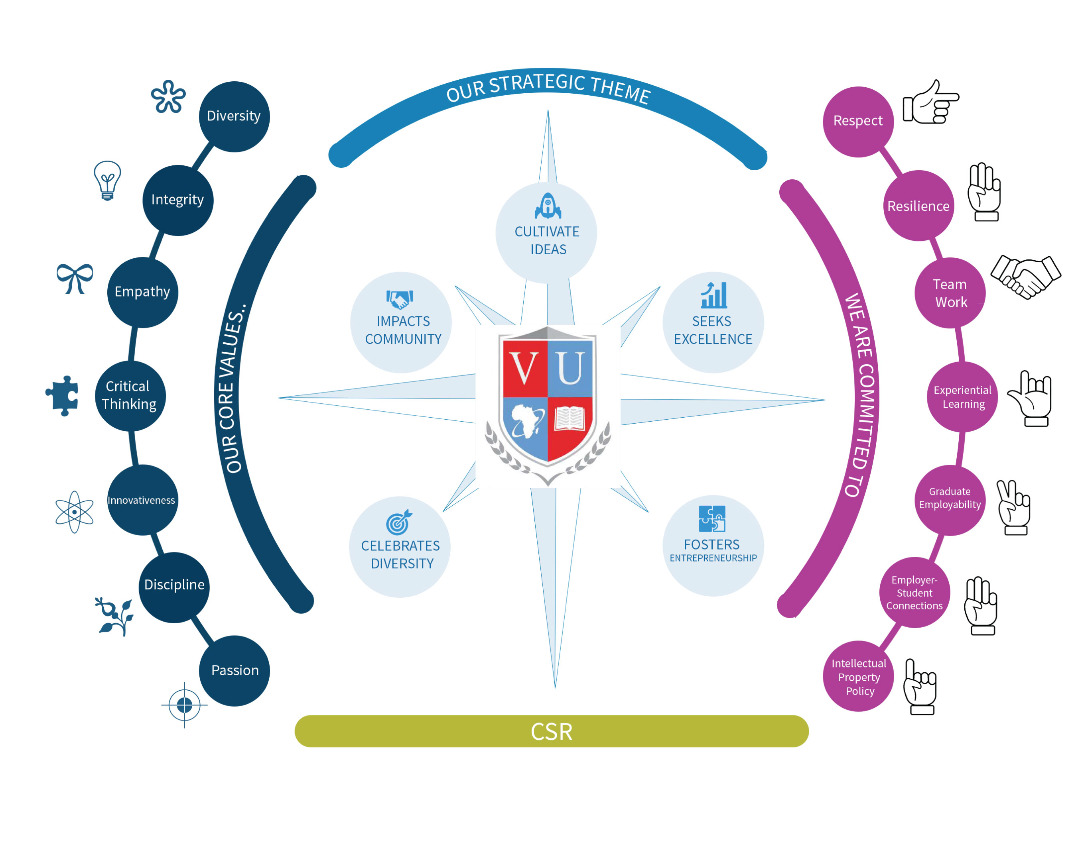 OUR STRATEGIC THEME
Diversity
Integrity
Empathy
Critical
Thinking
Innovativeness
Discipline
Passion
OUR CORE VALUES..
CULTIVATE
IDEAS
IMPACTS
COMMUNITY
SEEKS
EXCELLENCE
V U
CELEBRATES
DIVERSITY
FOSTERS
ENTREPRENEURSHIP
WE ARE COMMITTED TO
Respect
Resilience
Team
Work
Experiential
Learning
Graduate
Employability
Employer-
Student
Connections
Intellectual
Property
Policy
CSR